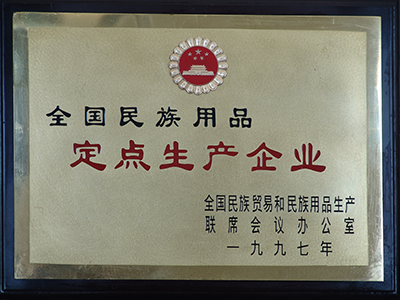 全国民族用品
定点生产企业
全国民族贸易和民族用品生产
联席会议办公室
一九九七年